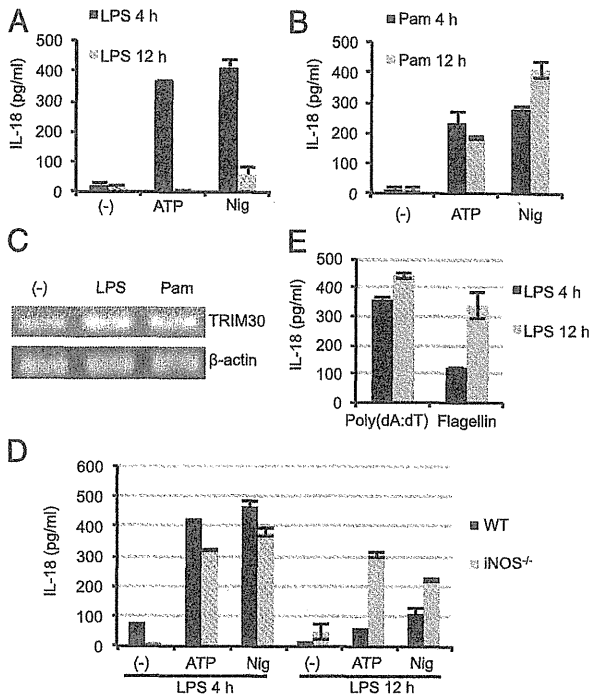 A
LPS 4 h
LPS 12 h
IL-18 (pg/ml)
500
400
300
200
100
0
(-) ATP Nig
B
Pam 4 h
Pam 12 h
IL-18 (pg/ml)
500
400
300
200
100
0
(-) ATP Nig
C
(-) LPS Pam
TRIM30
β-actin
E
LPS 4 h
LPS 12 h
IL-18 (pg/ml)
500
400
300
200
100
0
Poly(dA:dT) Flagellin
D
IL-18 (pg/ml)
600
500
400
300
200
100
0
WT
iNOS-/-
(-) ATP Nig (-) ATP Nig
LPS 4 h LPS 12 h